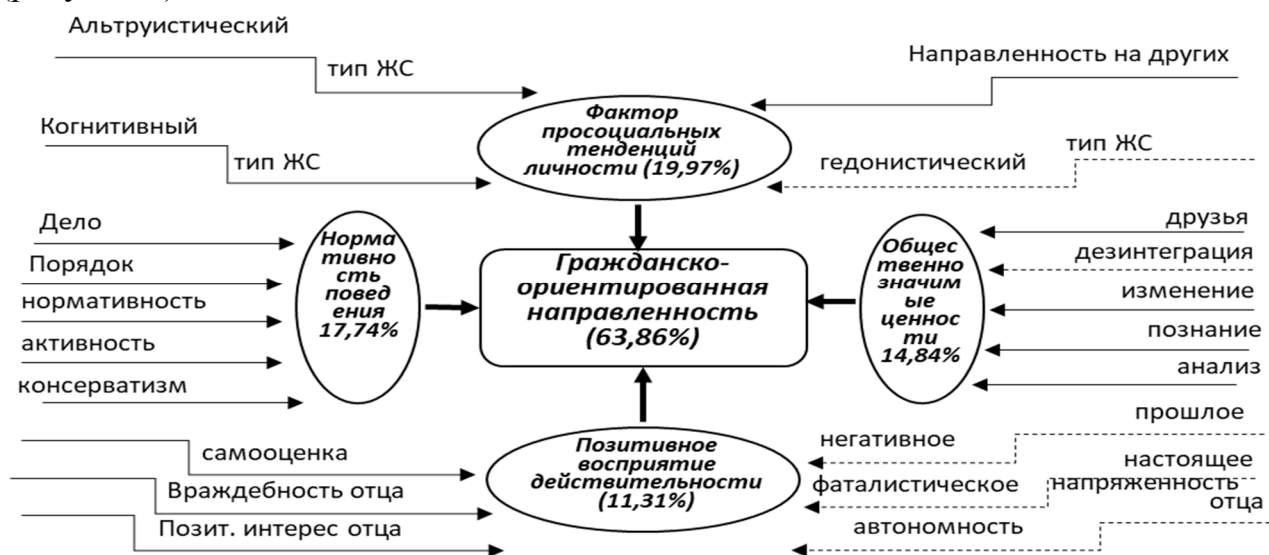 Альтруистический
тип ЖС
Направленность на других
Фактор
просоциальных
тенденций
личности (19,97%)
Когнитивный
тип ЖС
тип ЖС
гедонистический
Дело
Порядок
нормативность
активность
консерватизм
Норма
тивно
сть
повед
ения
17,74%
Гражданско-
ориентированная
направленность
(63,86%)
Общес
твенно
значим
ые
ценнос
ти
14,84%
друзья
дезинтеграция
изменение
познание
анализ
самооценка
Враждебность отца
Позит. интерес отца
Позитивное
восприятие
действительности
(11,31%)
прошлое
негативное
настоящее
фаталистическое
напряженность
отца
автономность